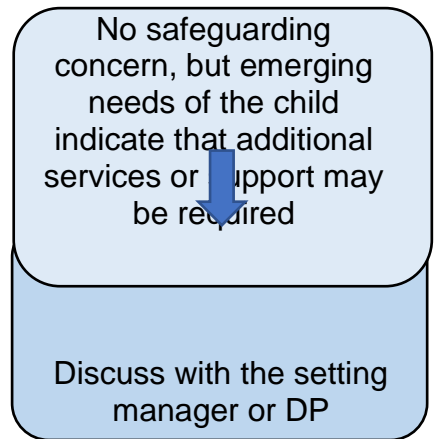 No safeguarding
concern, but emerging
needs of the child
indicate that additional
services or support may
be required
Discuss with the setting
manager or DP